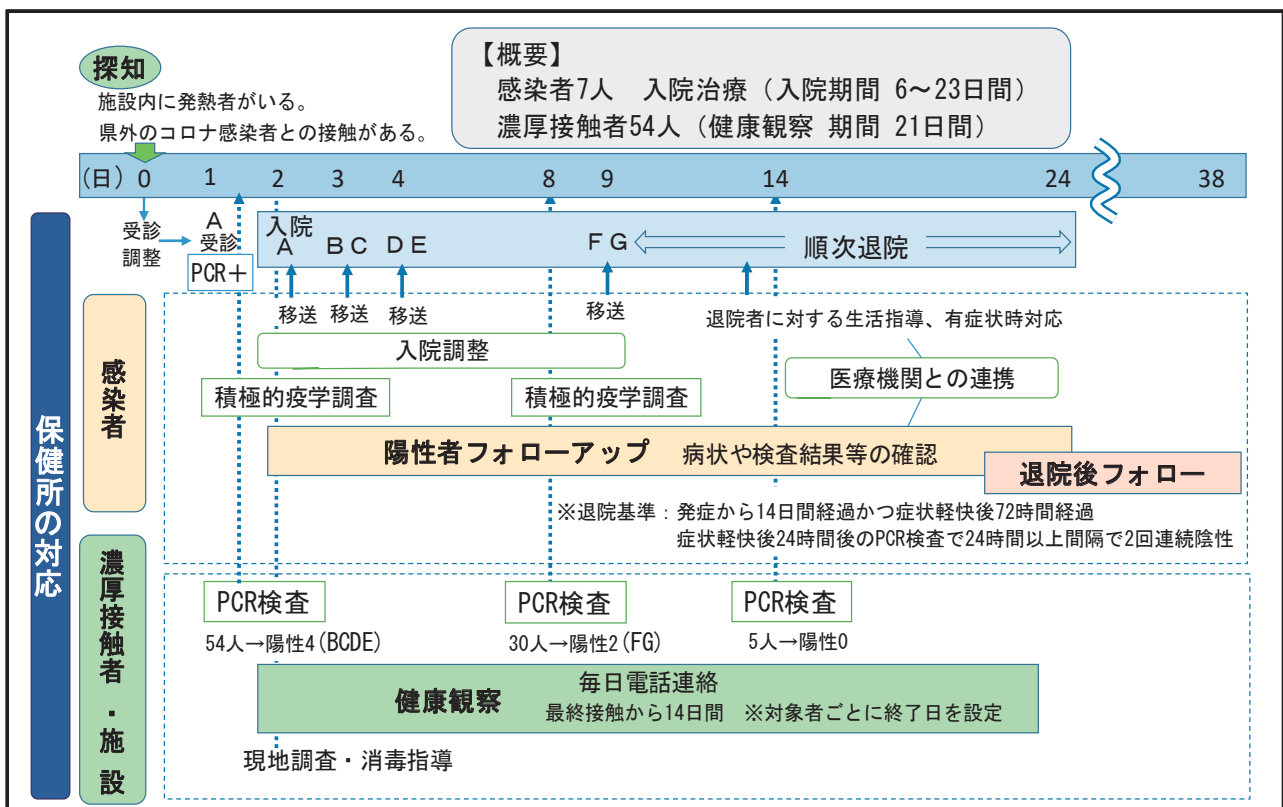 探知
施設内に発熱者がいる。
県外のコロナ感染者との接触がある。
【概要】
感染者7人 入院治療(入院期間 6~23日間)
濃厚接触者54人(健康観察 期間 21日間)
(日) 0 1 2 3 4 8 9 14 24 38
保健所の対応
受診
調整
A
受診
PCR+
入院
A
BC
DE
FG
順次退院
感染者
移送 移送 移送 移送
退院者に対する生活指導、有症状時対応
入院調整
医療機関との連携
積極的疫学調査 積極的疫学調査
陽性者フォローアップ 病状や検査結果等の確認
退院後フォロー
※退院基準:発症から14日間経過かつ症状軽快後72時間経過
症状軽快後24時間後のPCR検査で24時間以上間隔で2回連続陰性
濃厚接触者・施設
PCR検査 PCR検査 PCR検査
54人→陽性4(BCDE) 30人→陽性2(FG) 5人→陽性0
健康観察
毎日電話連絡
最終接触から14日間 ※対象者ごとに終了日を設定
現地調査・消毒指導